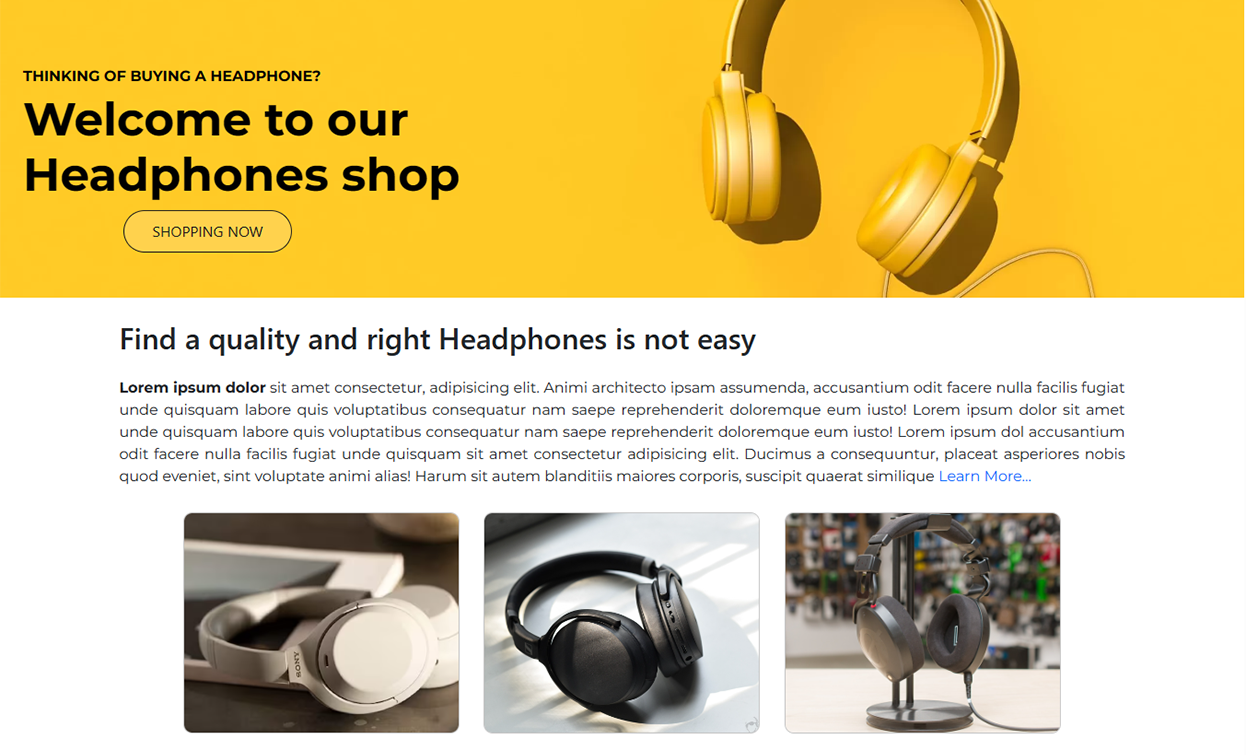 THINKING OF BUYING A HEADPHONE?
Welcome to our
Headphones shop
SHOPPING NOW
Find a quality and right Headphones is not easy
Lorem ipsum dolor sit amet consectetur, adipisicing elit. Animi architecto ipsam assumenda, accusantium odit facere nulla facilis fugiat
unde quisquam labore quis voluptatibus consequatur nam saepe reprehenderit doloremque eum iusto! Lorem ipsum dolor sit amet
unde quisquam labore quis voluptatibus consequatur nam saepe reprehenderit doloremque eum iusto! Lorem ipsum dol accusantium
odit facere nulla facilis fugiat unde quisquam sit amet consectetur adipisicing elit. Ducimus a consequuntur, placeat asperiores nobis
quod eveniet, sint voluptate animi alias! Harum sit autem blanditiis maiores corporis, suscipit quaerat similique Learn More...
SONY